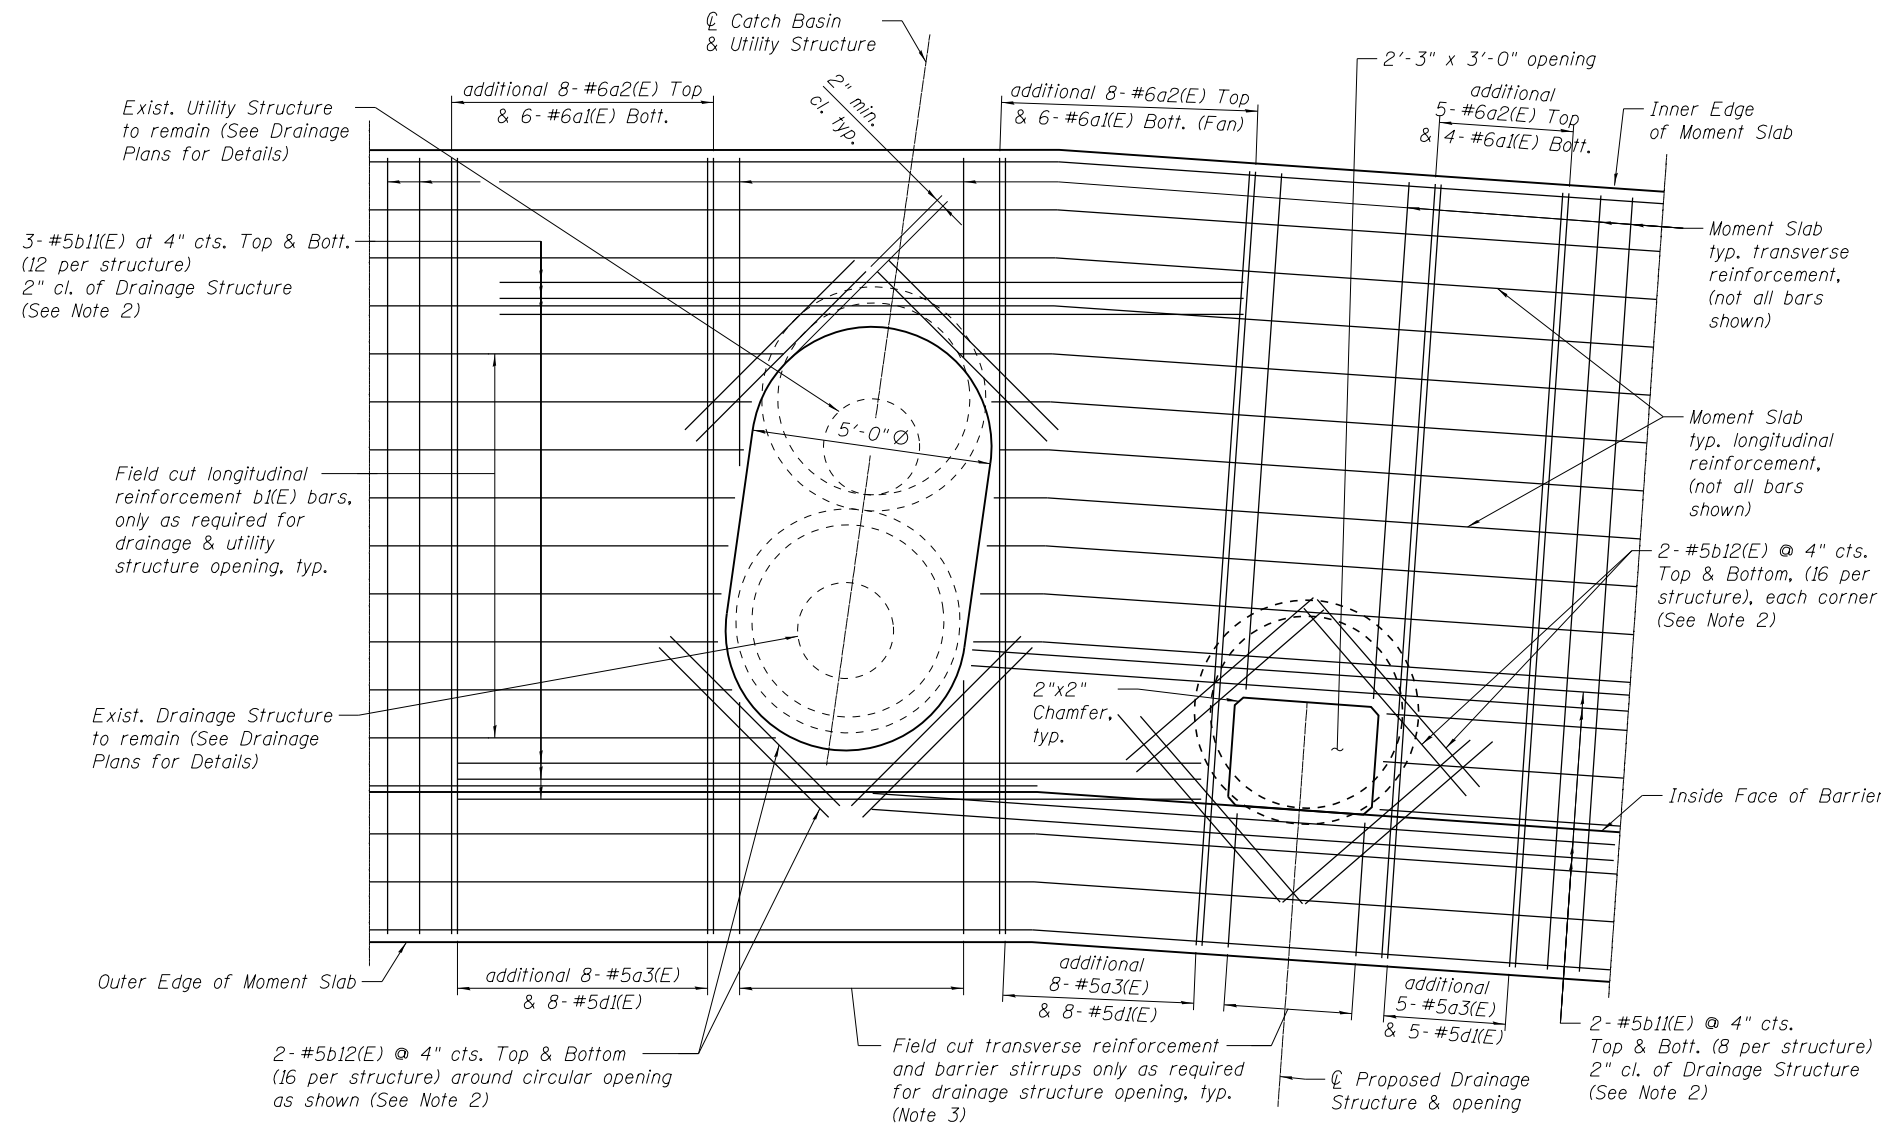 ℄ Catch Basin
& Utility Structure
2'-3" x 3'-0" opening
additional 8-#6a2(E) Top
& 6-#6a1(E) Bott.
2" min.
cl. typ.
additional 8-#6a2(E) Top
& 6-#6a1(E) Bott. (Fan)
additional
5-#6a2(E) Top
& 4-#6a1(E) Bott.
Inner Edge
of Moment Slab
Exist. Utility Structure
to remain (See Drainage
Plans for Details)
3-#5b11(E) at 4" cts. Top & Bott.
(12 per structure)
2" cl. of Drainage Structure
(See Note 2)
Moment Slab
typ. transverse
reinforcement,
(not all bars
shown)
5'-0" Ø
Moment Slab
typ. longitudinal
reinforcement,
(not all bars
shown)
Field cut longitudinal
reinforcement b1(E) bars,
only as required for
drainage & utility
structure opening, typ.
2-#5b12(E) @ 4" cts.
Top & Bottom, (16 per
structure), each corner
(See Note 2)
2"x2"
Chamfer,
typ.
Exist. Drainage Structure
to remain (See Drainage
Plans for Details)
Inside Face of Barrier
Outer Edge of Moment Slab
additional 8-#5a3(E)
& 8-#5d1(E)
additional
8-#5a3(E)
& 8-#5d1(E)
additional
5-#5a3(E)
& 5-#5d1(E)
2-#5b12(E) @ 4" cts. Top & Bottom
(16 per structure) around circular opening
as shown (See Note 2)
Field cut transverse reinforcement
and barrier stirrups only as required
for drainage structure opening, typ.
(Note 3)
℄ Proposed Drainage
Structure & opening
2-#5b11(E) @ 4" cts.
Top & Bott. (8 per structure)
2" cl. of Drainage Structure
(See Note 2)